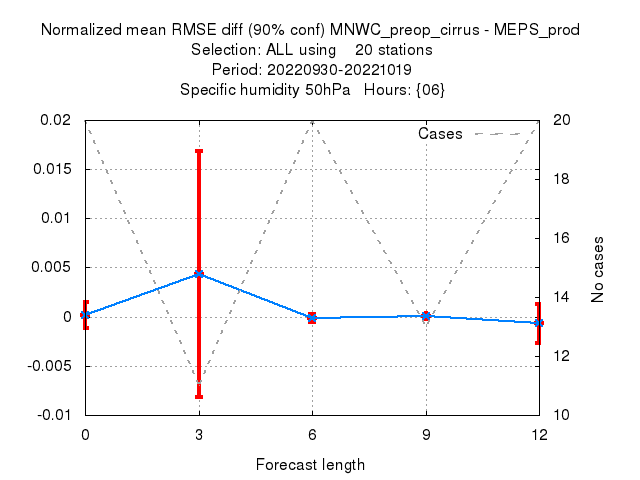 Normalized mean RMSE diff (90% conf) MNWC_preop_cirrus - MEPS_prod
Selection: ALL using    20 stations
Period: 20220930-20221019
Specific humidity 50hPa   Hours: {06}
Cases
0.02
0.015
0.01
0.005
0
-0.005
-0.01
20
18
16
14
12
10
No cases
0 3 6 9 12
Forecast length